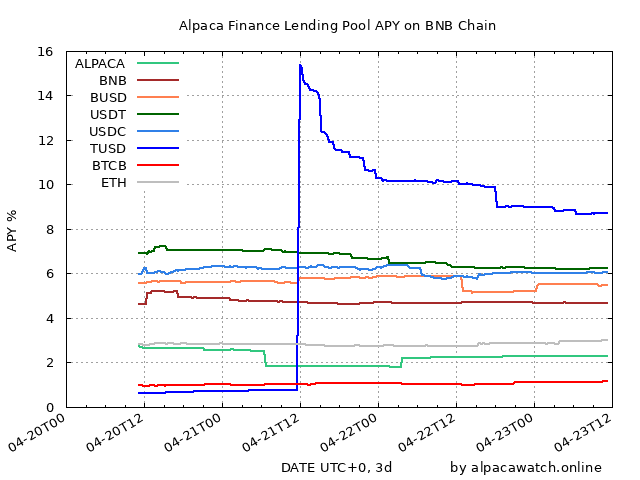 Alpaca Finance Lending Pool APY on BNB Chain
16
14
12
10
8
6
4
2
0
APY %
ALPACA
BNB
BUSD
USDT
USDC
TUSD
BTCB
ETH
04-20T00
04-20T12
04-21T00
04-21T12
04-22T00
04-22T12
04-23T00
04-23T12
DATE UTC+0, 3d
by alpacawatch.online